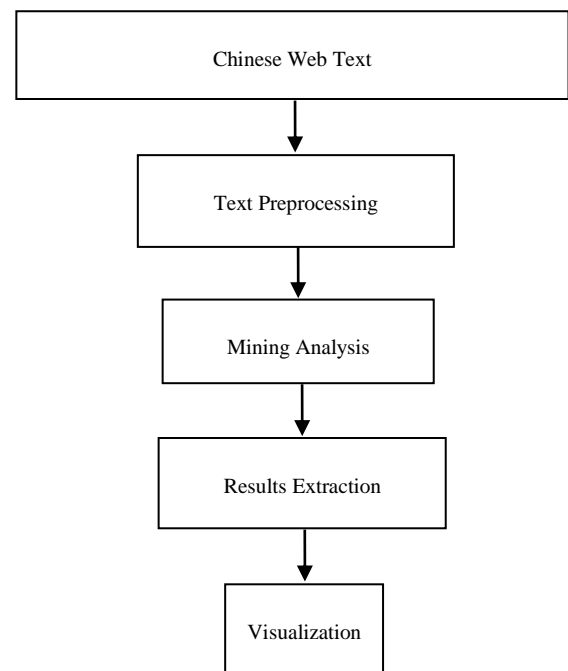 Chinese Web Text
Text Preprocessing
Mining Analysis
Results Extraction
Visualization